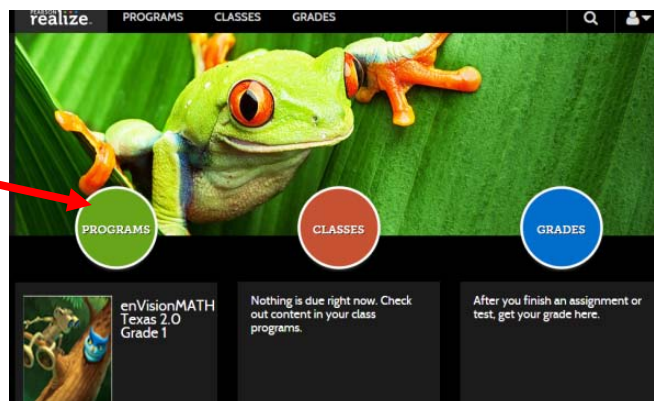 PEARSON
realize.
PROGRAMS CLASSES GRADES
PROGRAMS
CLASSES
GRADES
enVisionMATH
Texas 2.0
Grade 1
Nothing is due right now. Check
out content in your class
programs.
After you finish an assignment or
test, get your grade here.